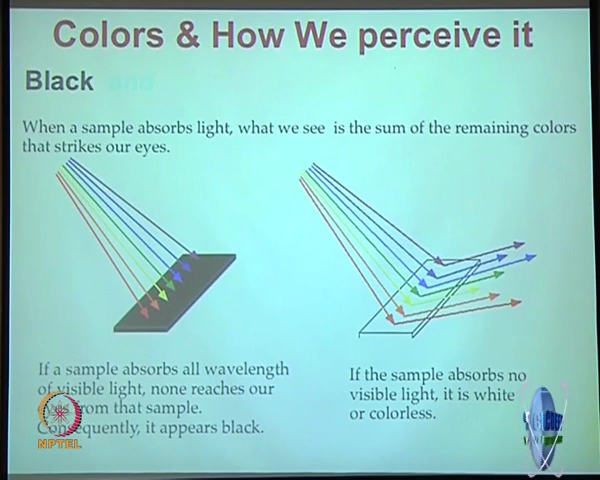 Colors & How We perceive it
Black and
When a sample absorbs light, what we see is the sum of the remaining colors
that strikes our eyes.
If a sample absorbs all wavelength
of visible light, none reaches our
eyes from that sample.
Consequently, it appears black.
If the sample absorbs no
visible light, it is white
or colorless.
NPTEL